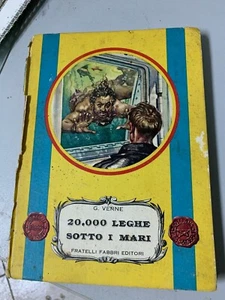 G. VERNE
20.000 LEGHE
SOTTO I MARI
FRATELLI FABBRI EDITORI